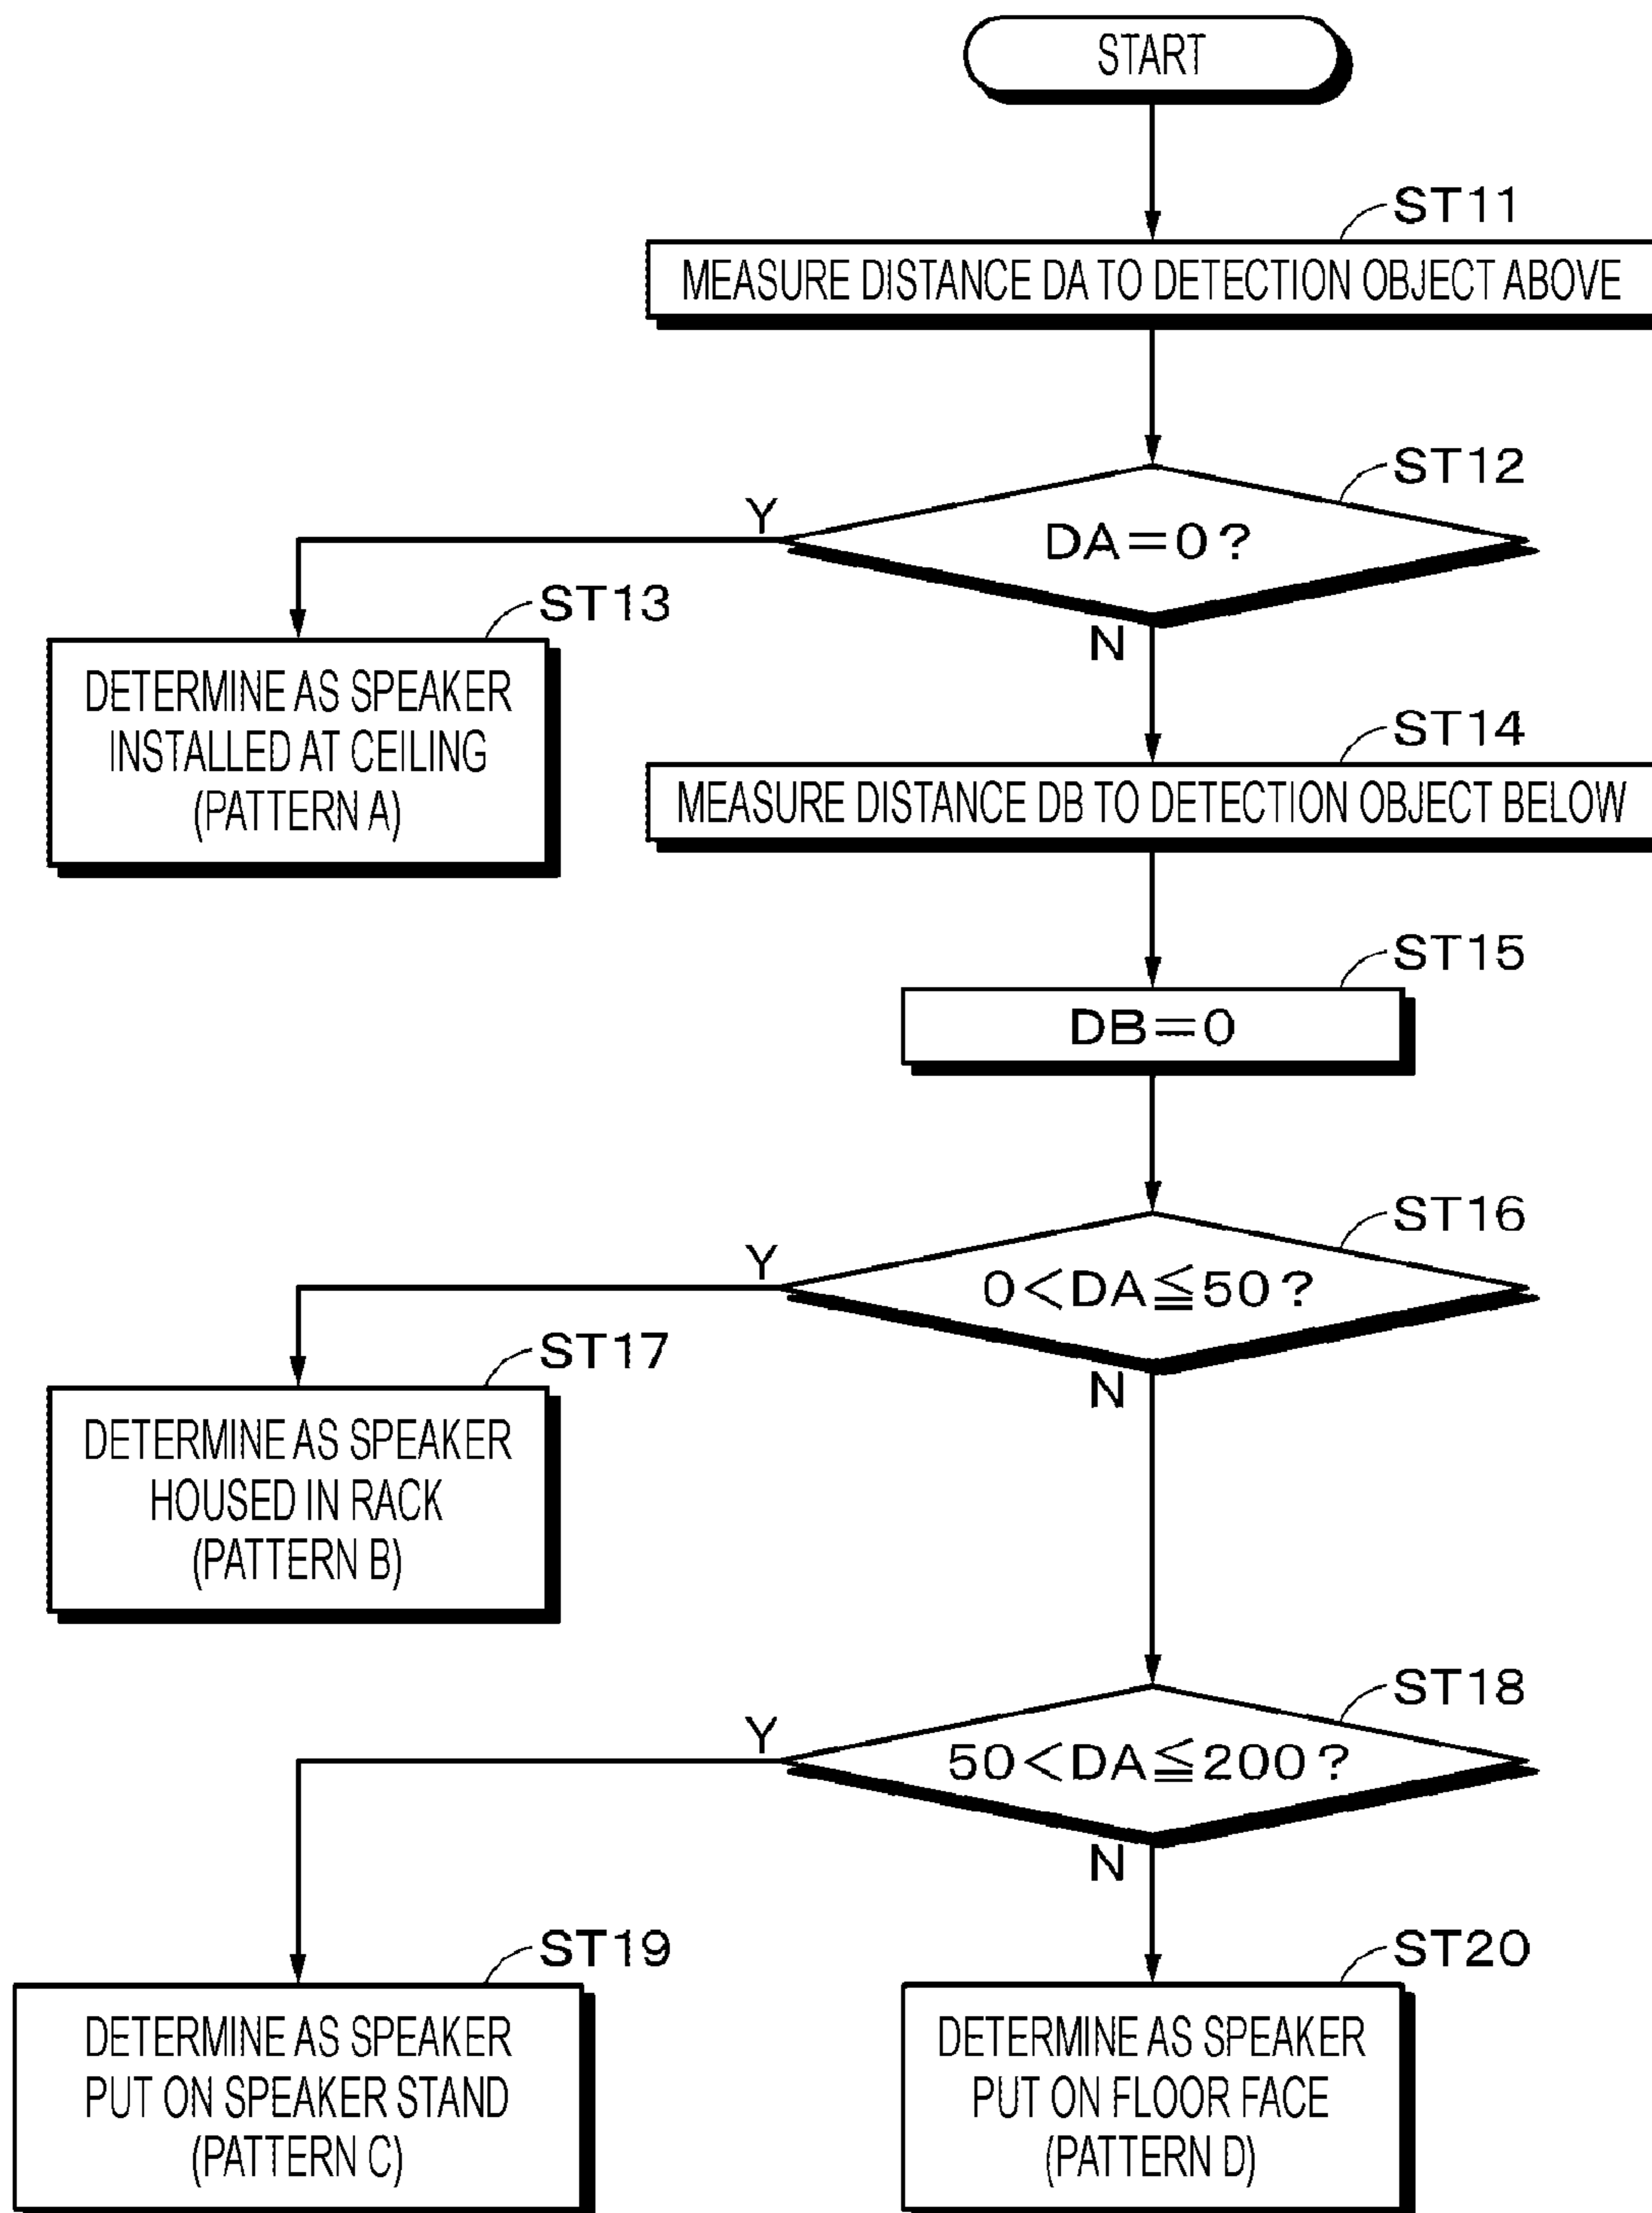 START
ST11
MEASURE DISTANCE DA TO DETECTION OBJECT ABOVE
ST12
DA=0?
Y
N
ST13
DETERMINE AS SPEAKER
INSTALLED AT CEILING
(PATTERN A)
ST14
MEASURE DISTANCE DB TO DETECTION OBJECT BELOW
ST15
DB=0
ST16
0<DA≦50?
Y
N
ST17
DETERMINE AS SPEAKER
HOUSED IN RACK
(PATTERN B)
ST18
50<DA≦200?
Y
N
ST19
DETERMINE AS SPEAKER
PUT ON SPEAKER STAND
(PATTERN C)
ST20
DETERMINE AS SPEAKER
PUT ON FLOOR FACE
(PATTERN D)